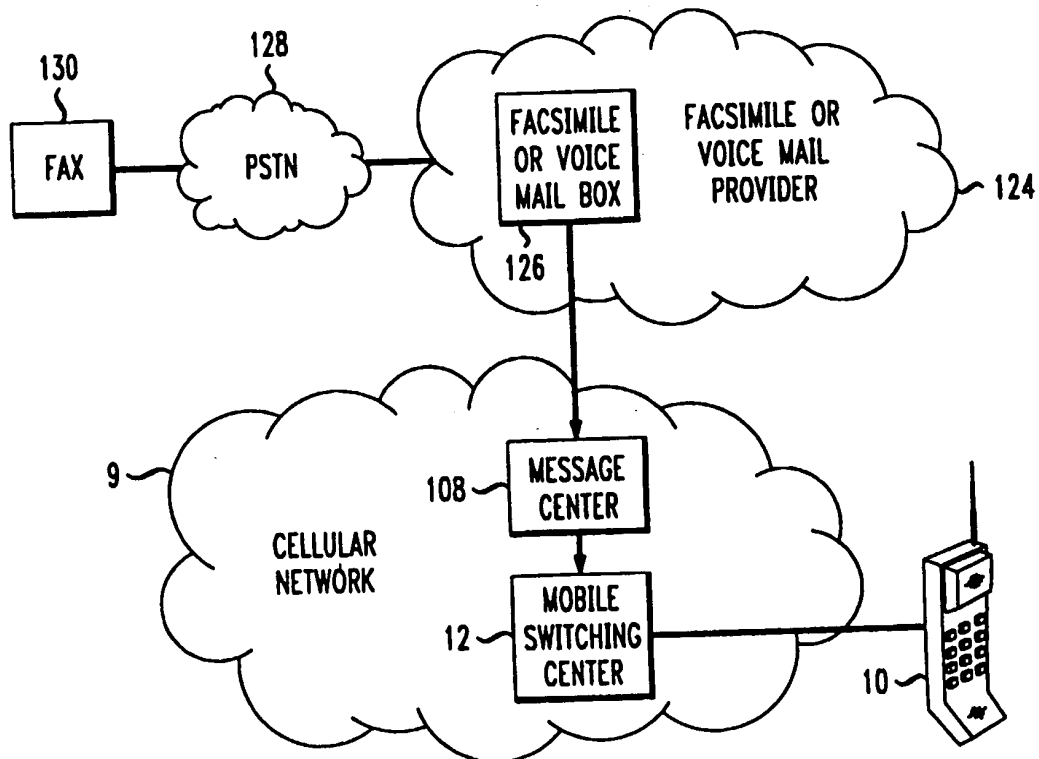 130
FAX
128
PSTN
FACSIMILE
OR VOICE
MAIL BOX
126
FACSIMILE OR
VOICE MAIL
PROVIDER
124
9
CELLULAR
NETWORK
108
MESSAGE
CENTER
12
MOBILE
SWITCHING
CENTER
10